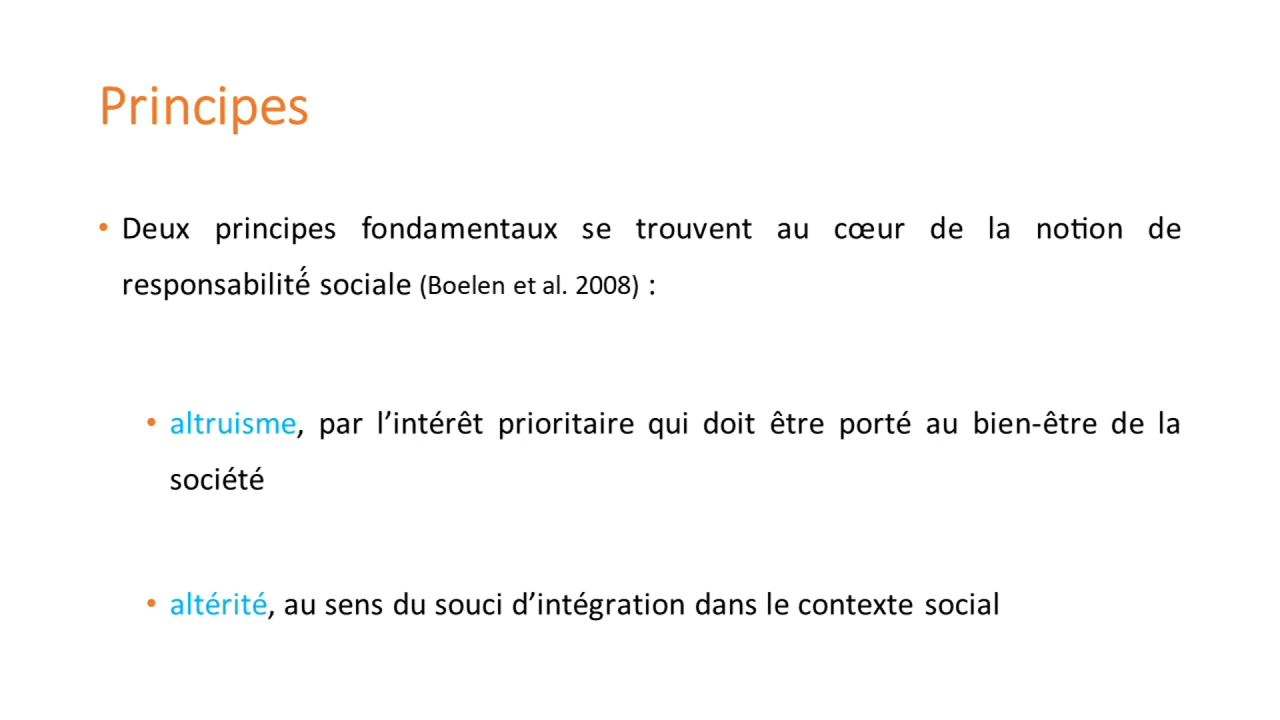 Principes
• Deux principes fondamentaux se trouvent au cœur de la notion de
responsabilité́ sociale (Boelen et al. 2008) :
• altruisme, par l’intérêt prioritaire qui doit être porté au bien-être de la
société
• altérité, au sens du souci d’intégration dans le contexte social